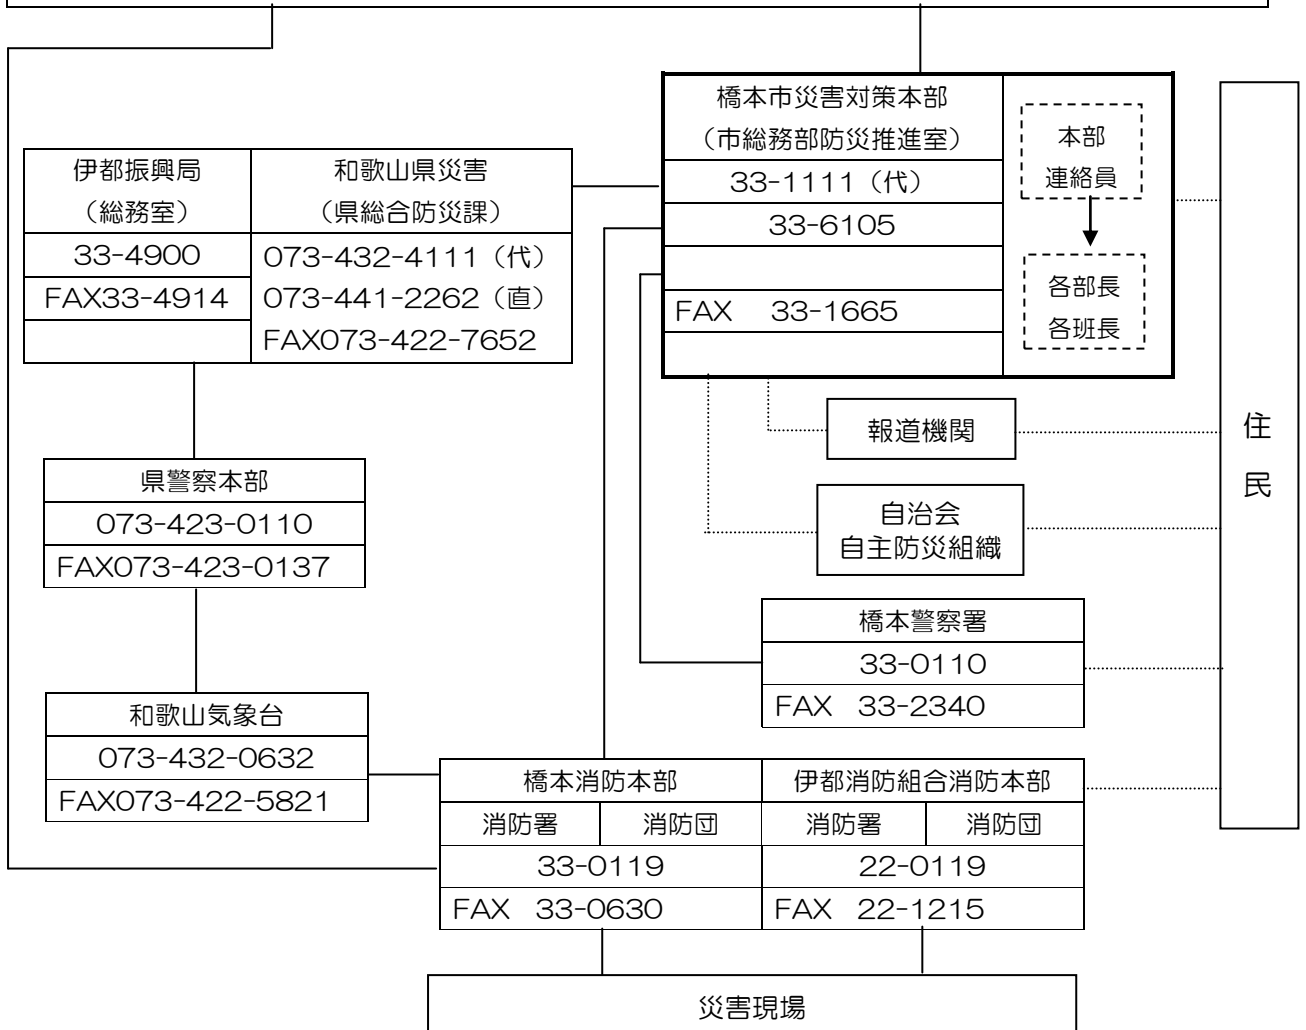 橋本市災害対策本部
（市総務部防災推進室）
33-1111（代）
33-6105
FAX 33-1665
本部
連絡員
各部長
各班長
伊都振興局
（総務室）
33-4900
FAX33-4914
和歌山県災害
（県総合防災課）
073-432-4111（代）
073-441-2262（直）
FAX073-422-7652
住
民
報道機関
自治会
自主防災組織
県警察本部
073-423-0110
FAX073-423-0137
橋本警察署
33-0110
FAX 33-2340
和歌山気象台
073-432-0632
FAX073-422-5821
橋本消防本部
伊都消防組合消防本部
消防署 消防団 消防署 消防団
33-0119
22-0119
FAX 33-0630
FAX 22-1215
災害現場